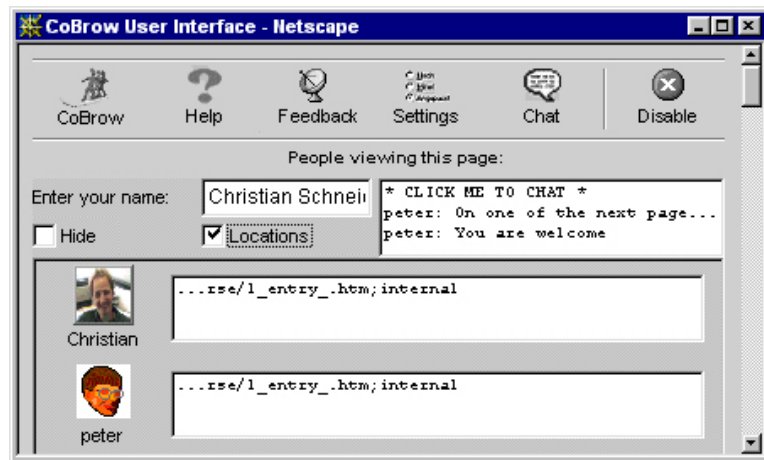 CoBrow User Interface - Netscape
CoBrow Help Feedback Settings Chat Disable
People viewing this page:
Enter your name: Christian Schnei
* CLICK ME TO CHAT *
peter: On one of the next page...
peter: You are welcome
Hide Locations
Christian
...rse/l_entry_.htm;internal
peter
...rse/l_entry_.htm;internal